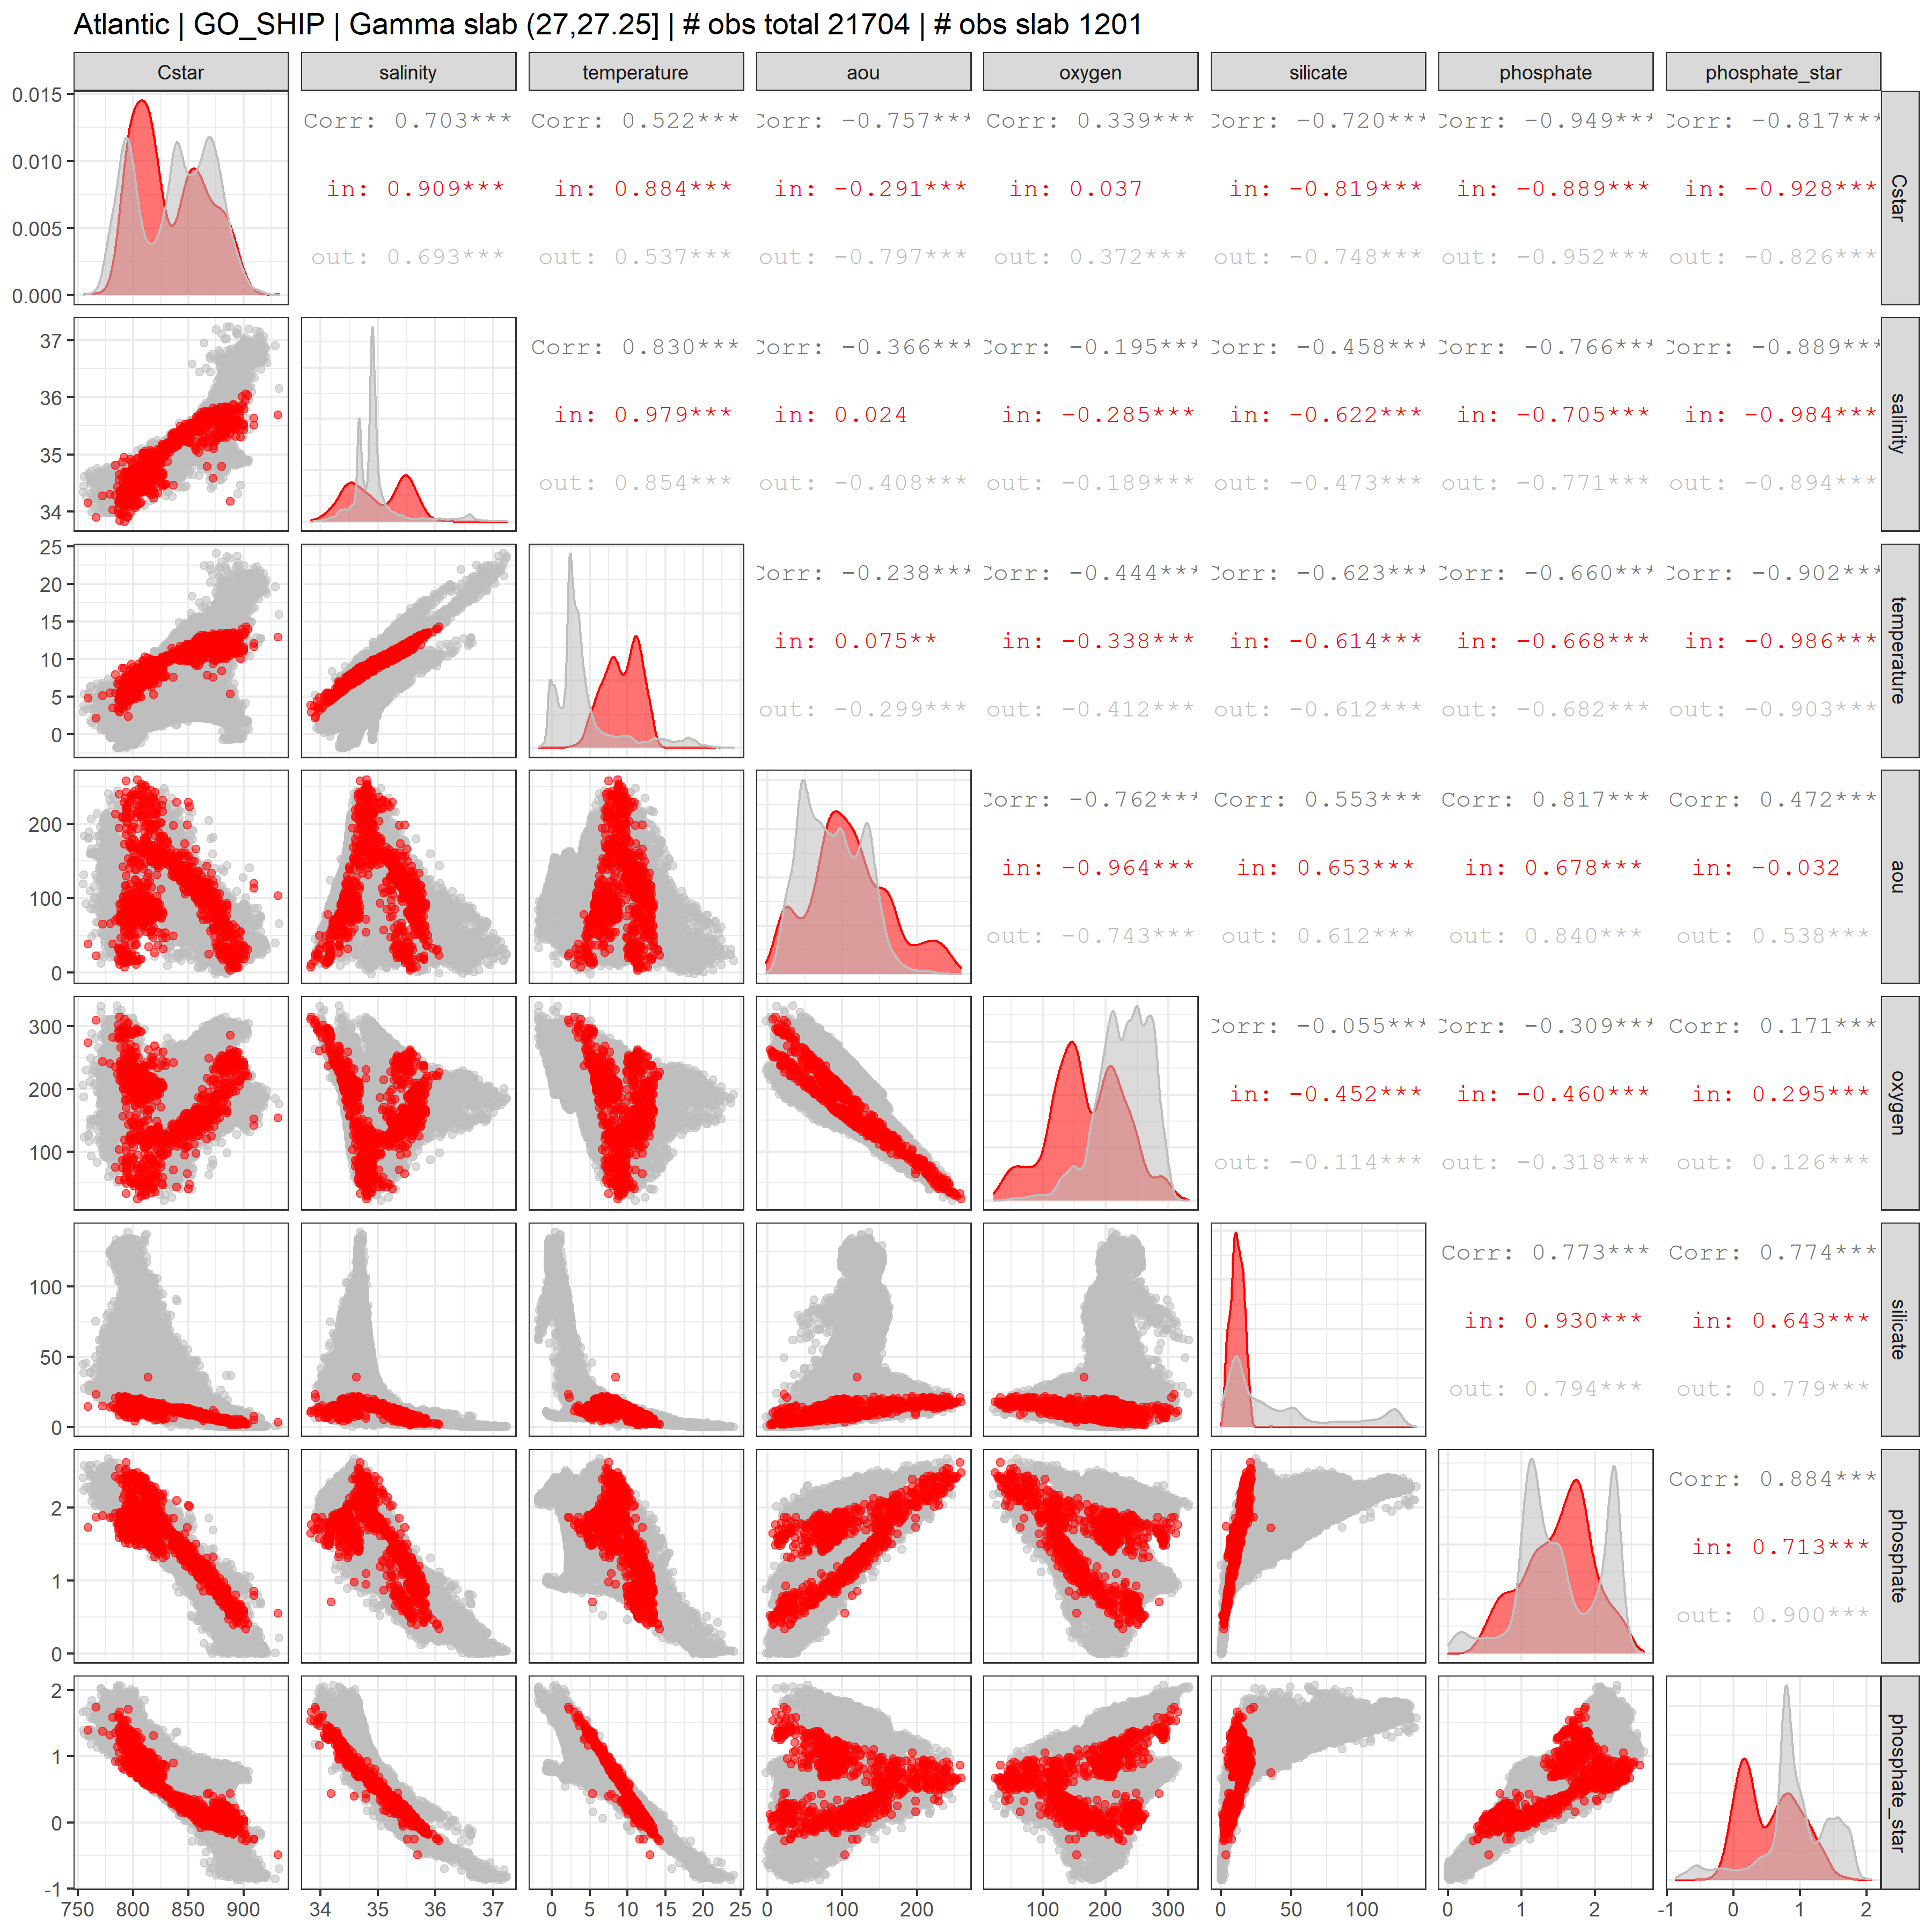 Atlantic | GO_SHIP | Gamma slab (27,27.25] | # obs total 21704 | # obs slab 1201
Cstar salinity temperature aou oxygen silicate phosphate phosphate_star
0.015
0.010
0.005
0.000
Corr: 0.703*** Corr: 0.522*** Corr: -0.757*** Corr: 0.339*** Corr: -0.720*** Corr: -0.949*** Corr: -0.817***
in: 0.909*** in: 0.884*** in: -0.291*** in: 0.037 in: -0.819*** in: -0.889*** in: -0.928***
out: 0.693*** out: 0.537*** out: -0.797*** out: 0.372*** out: -0.748*** out: -0.952*** out: -0.826***
Cstar
37
36
35
34
Corr: 0.830*** Corr: -0.366*** Corr: -0.195*** Corr: -0.458*** Corr: -0.766*** Corr: -0.889***
in: 0.979*** in: 0.024 in: -0.285*** in: -0.622*** in: -0.705*** in: -0.984***
out: 0.854*** out: -0.408*** out: -0.189*** out: -0.473*** out: -0.771*** out: -0.894***
salinity
25
20
15
10
5
0
Corr: -0.238*** Corr: -0.444*** Corr: -0.623*** Corr: -0.660*** Corr: -0.902***
in: 0.075** in: -0.338*** in: -0.614*** in: -0.668*** in: -0.986***
out: -0.299*** out: -0.412*** out: -0.612*** out: -0.682*** out: -0.903***
temperature
200
100
0
Corr: -0.762*** Corr: 0.553*** Corr: 0.817*** Corr: 0.472***
in: -0.964*** in: 0.653*** in: 0.678*** in: -0.032
out: -0.743*** out: 0.612*** out: 0.840*** out: 0.538***
aou
300
200
100
Corr: -0.055*** Corr: -0.309*** Corr: 0.171***
in: -0.452*** in: -0.460*** in: 0.295***
out: -0.114*** out: -0.318*** out: 0.126***
oxygen
100
50
0
Corr: 0.773*** Corr: 0.774***
in: 0.930*** in: 0.643***
out: 0.794*** out: 0.779***
silicate
2
1
0
Corr: 0.884***
in: 0.713***
out: 0.900***
phosphate
2
1
0
-1
phosphate_star
750 800 850 900 34 35 36 37 0 5 10 15 20 25 0 100 200 100 200 300 0 50 100 0 1 2 -1 0 1 2